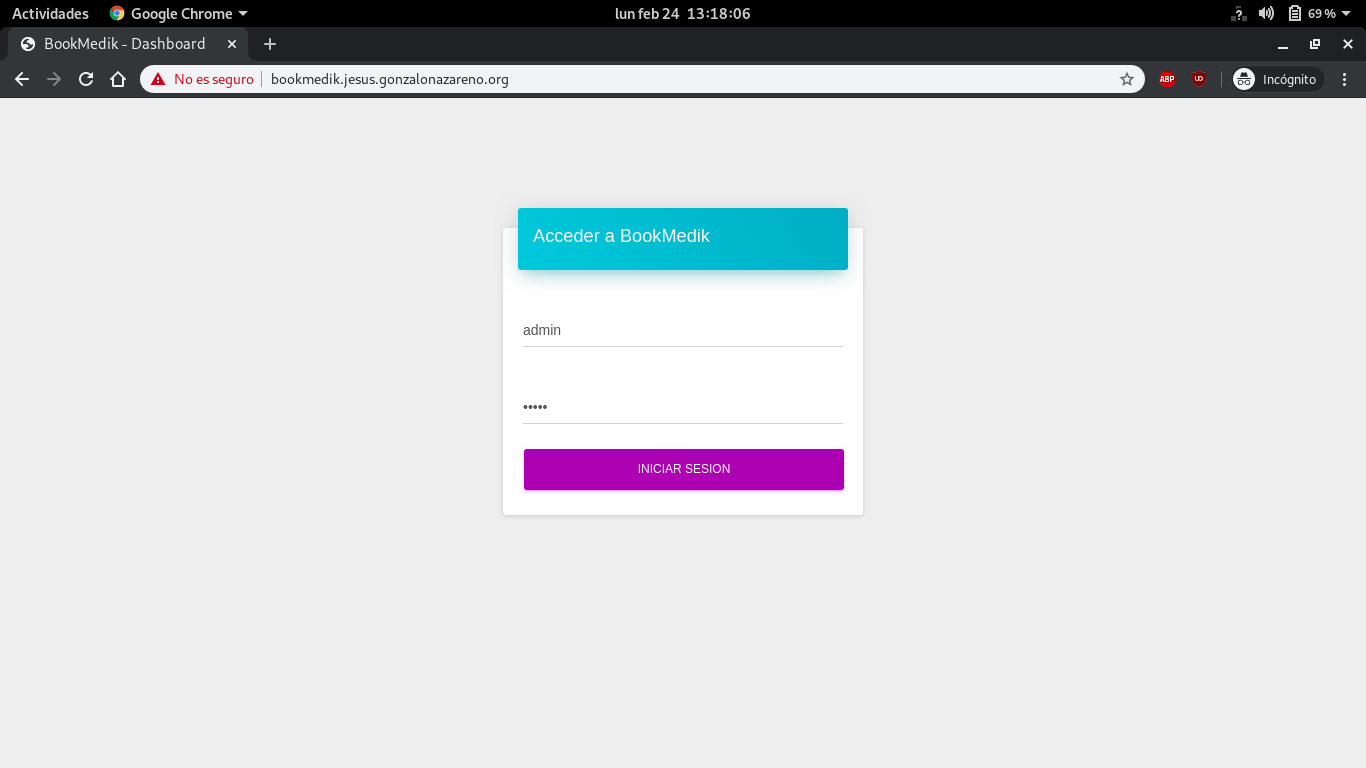 Actividades Google Chrome lun feb 24 13:18:06 69 %
BookMedik - Dashboard
No es seguro bookmedik.jesus.gonzalonazareno.org ABP UO Incógnito
Acceder a BookMedik
admin
•••••
INICIAR SESION